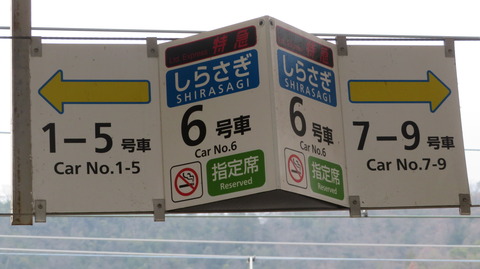 1-5号車
Car No.1-5
特急
しらさぎ
SHIRASAGI
6号車
Car No.6
指定席
Reserved
特急
しらさぎ
SHIRASAGI
6号車
Car No.6
指定席
Reserved
7-9号車
Car No.7-9